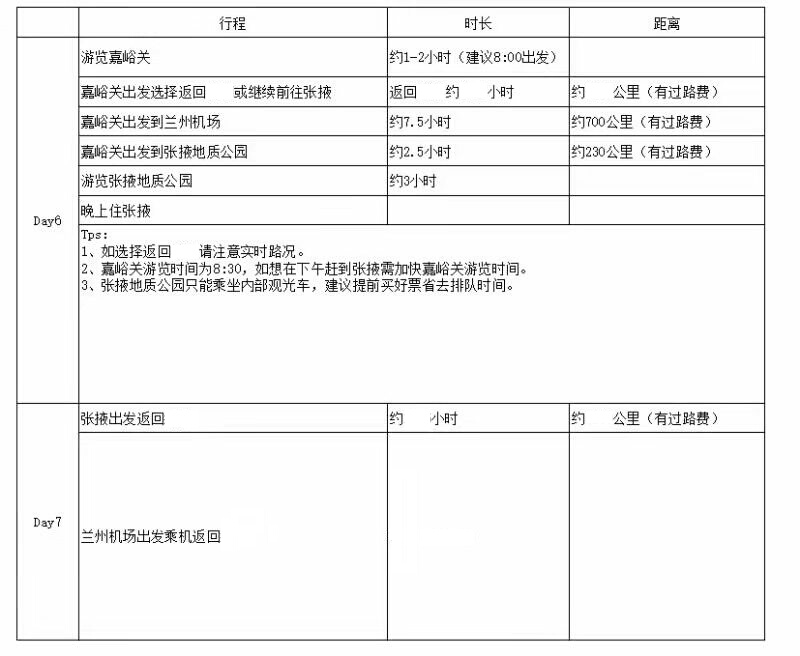 行程 时长 距离
Day6
游览嘉峪关 约1-2小时（建议8:00出发）
嘉峪关出发选择返回 或继续前往张掖 返回 约 小时 约 公里（有过路费）
嘉峪关出发到兰州机场 约7.5小时 约700公里（有过路费）
嘉峪关出发到张掖地质公园 约2.5小时 约230公里（有过路费）
游览张掖地质公园 约3小时
晚上住张掖
Tps:
1、如选择返回 请注意实时路况。
2、嘉峪关游览时间为8:30，如想在下午赶到张掖需加快嘉峪关游览时间。
3、张掖地质公园只能乘坐内部观光车，建议提前买好票省去排队时间。
Day7
张掖出发返回 约 小时 约 公里（有过路费）
兰州机场出发乘机返回